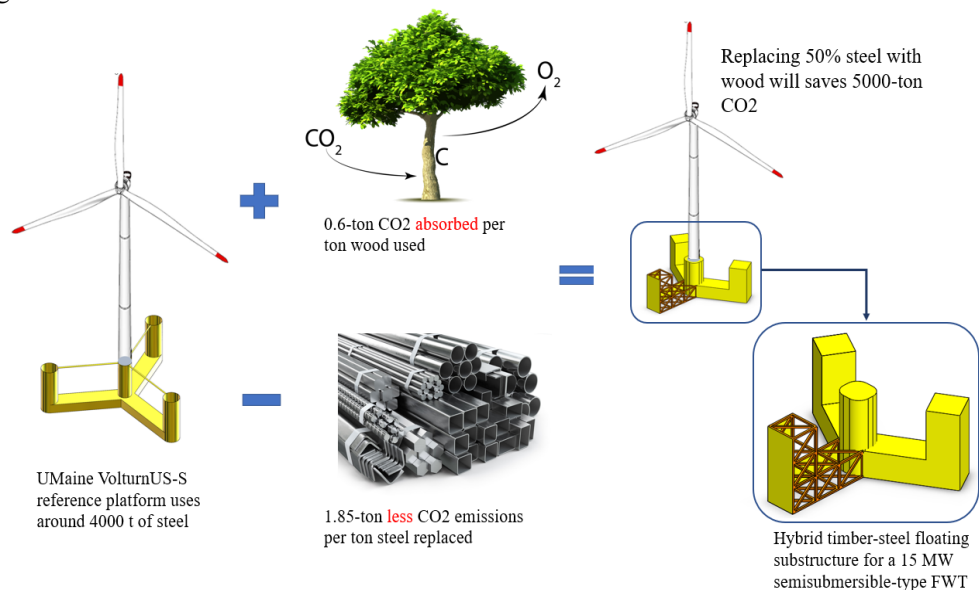 CO2
O2
C
0.6-ton CO2 absorbed per
ton wood used
Replacing 50% steel with
wood will saves 5000-ton
CO2
UMaine VolturnUS-S
reference platform uses
around 4000 t of steel
1.85-ton less CO2 emissions
per ton steel replaced
Hybrid timber-steel floating
substructure for a 15 MW
semisubmersible-type FWT